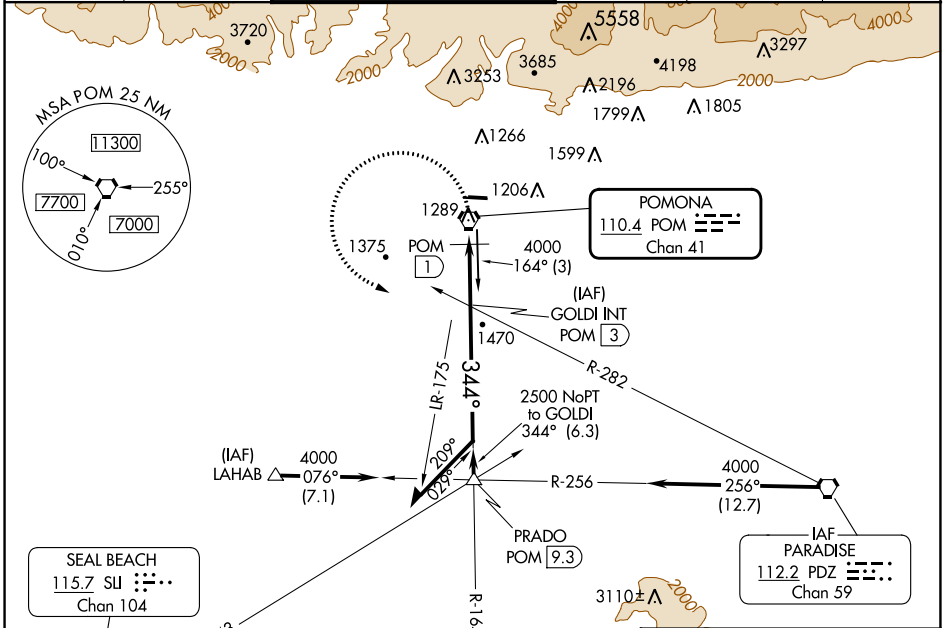 4000
5558
4000
3720
2000
3685
4198
3297
2000
3253
2196
2000
1799
1805
MSA POM 25 NM
11300
100°
255°
7700
7000
010°
1266
1599
1206
1289
POMONA
110.4 POM
Chan 41
1375
POM
1
4000
164° (3)
(IAF)
GOLDI INT
POM 3
1470
R-282
LR-175
344°
2500 NoPT
to GOLDI
344° (6.3)
(IAF)
LAHAB
4000
076°
(7.1)
209°
029°
R-256
4000
256°
(12.7)
PRADO
POM 9.3
IAF
PARADISE
112.2 PDZ
Chan 59
SEAL BEACH
115.7 SLI
Chan 104
R-16
3110±
2000